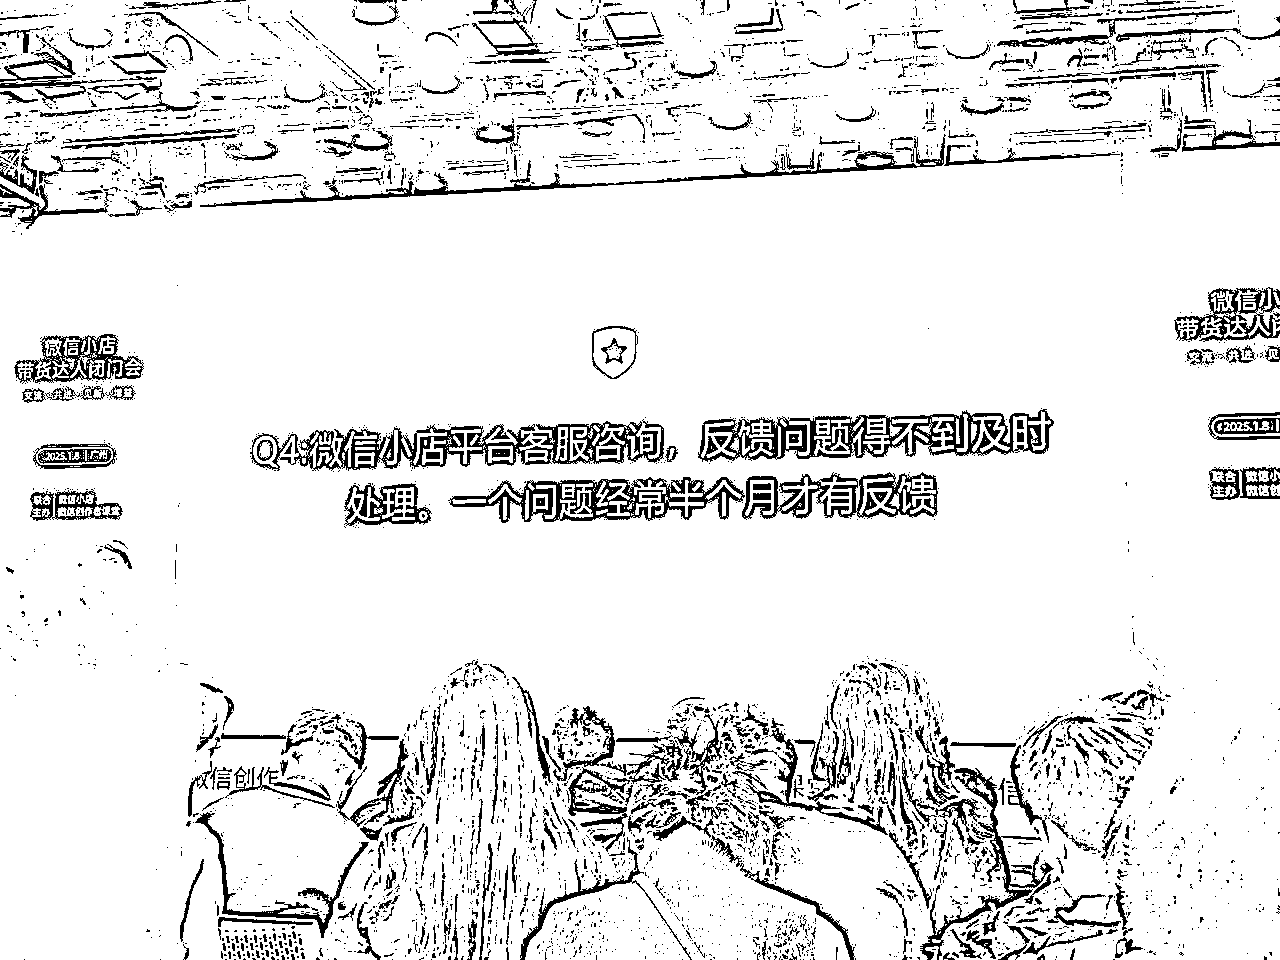 微信小店
带货达人闭门会
2025.1.8 | 广州
联合 | 微信小店
主办 | 微信创作者课堂
Q4:微信小店平台客服咨询，反馈问题得不到及时
处理。一个问题经常半个月才有反馈
微信小
带货达人闭
2025.1.8 |
联合 | 微信小
主办 | 微信创
微信创作
信